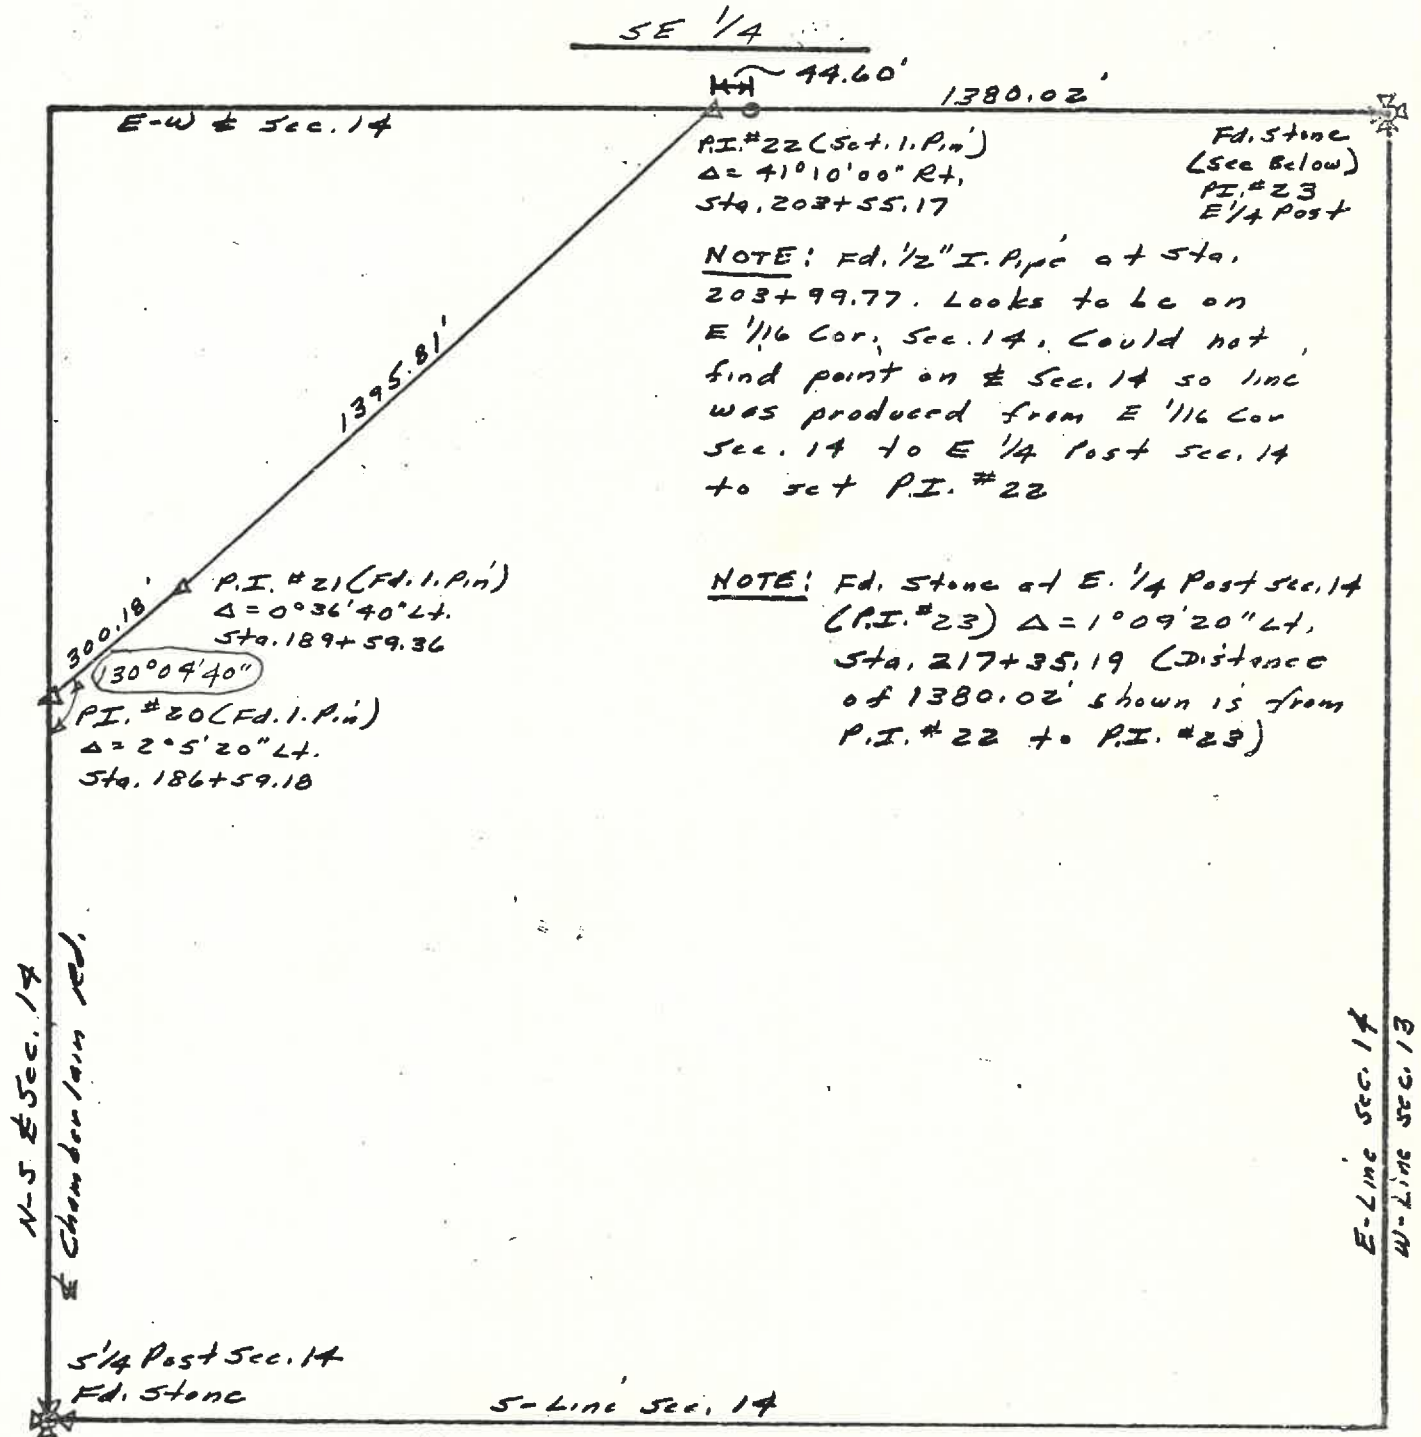 SE 1/4
44.60'
1380.02'
E-W ℄ Sec. 14
P.I. #22 (Set. I. Pin)
Δ = 41°10'00" Rt.
Sta. 203+55.17
Fd. Stone
(See Below)
PI. #23
E 1/4 Post
NOTE: Fd. 1/2" I. Pipe at Sta.
203+99.77. Looks to be on
E 1/16 Cor. Sec. 14. Could not
find point on ℄ Sec. 14 so line
was produced from E 1/16 Cor
Sec. 14 to E 1/4 Post Sec. 14
to set P.I. #22
1395.81'
P.I. #21 (Fd. I. Pin)
Δ = 0°36'40" Lt.
Sta. 189+59.36
300.18'
130°04'40"
P.I. #20 (Fd. I. Pin)
Δ = 2°5'20" Lt.
Sta. 186+59.18
NOTE: Fd. Stone at E. 1/4 Post Sec. 14
(P.I. #23) Δ = 1°09'20" Lt.
Sta. 217+35.19 (Distance
of 1380.02' shown is from
P.I. #22 to P.I. #23)
N-S ℄ Sec. 14
℄ Chamberlain Rd.
E-Line Sec. 14
W-Line Sec. 13
S 1/4 Post Sec. 14
Fd. Stone
S-Line Sec. 14